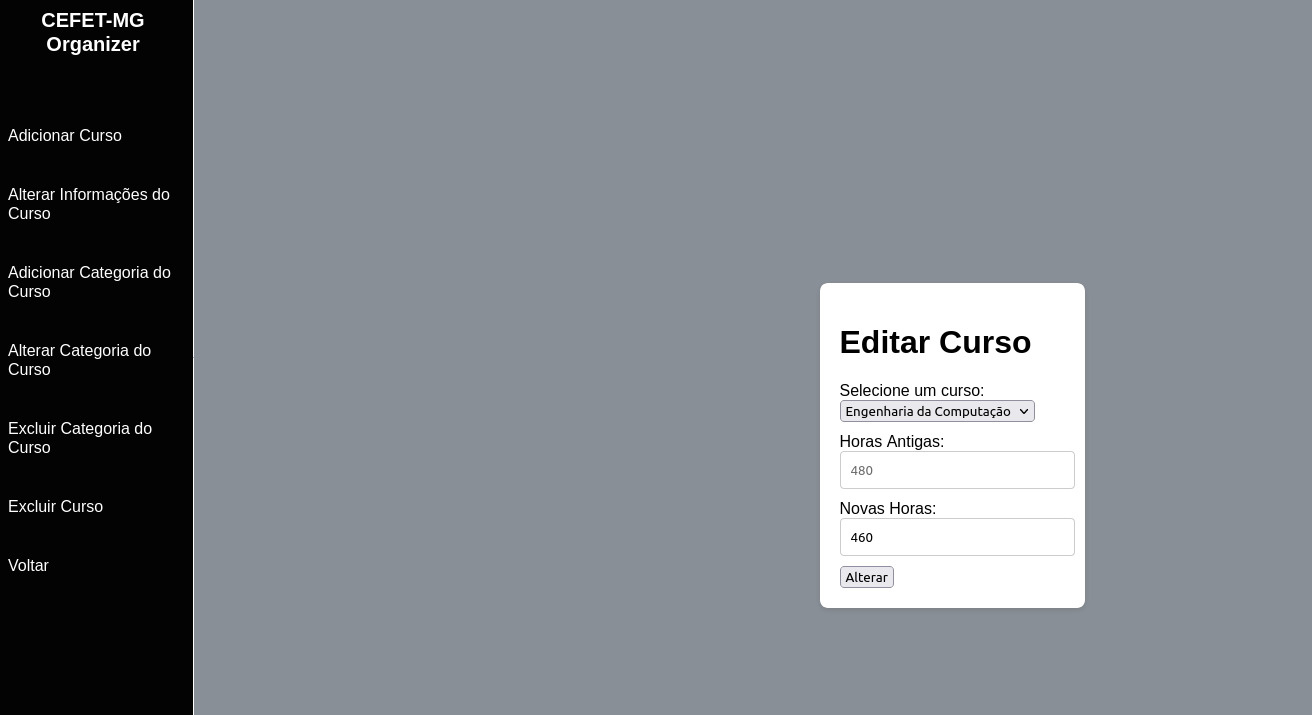 CEFET-MG
Organizer
Adicionar Curso
Alterar Informações do
Curso
Adicionar Categoria do
Curso
Alterar Categoria do
Curso
Excluir Categoria do
Curso
Excluir Curso
Voltar
Editar Curso
Selecione um curso:
Engenharia da Computação
Horas Antigas:
480
Novas Horas:
460
Alterar